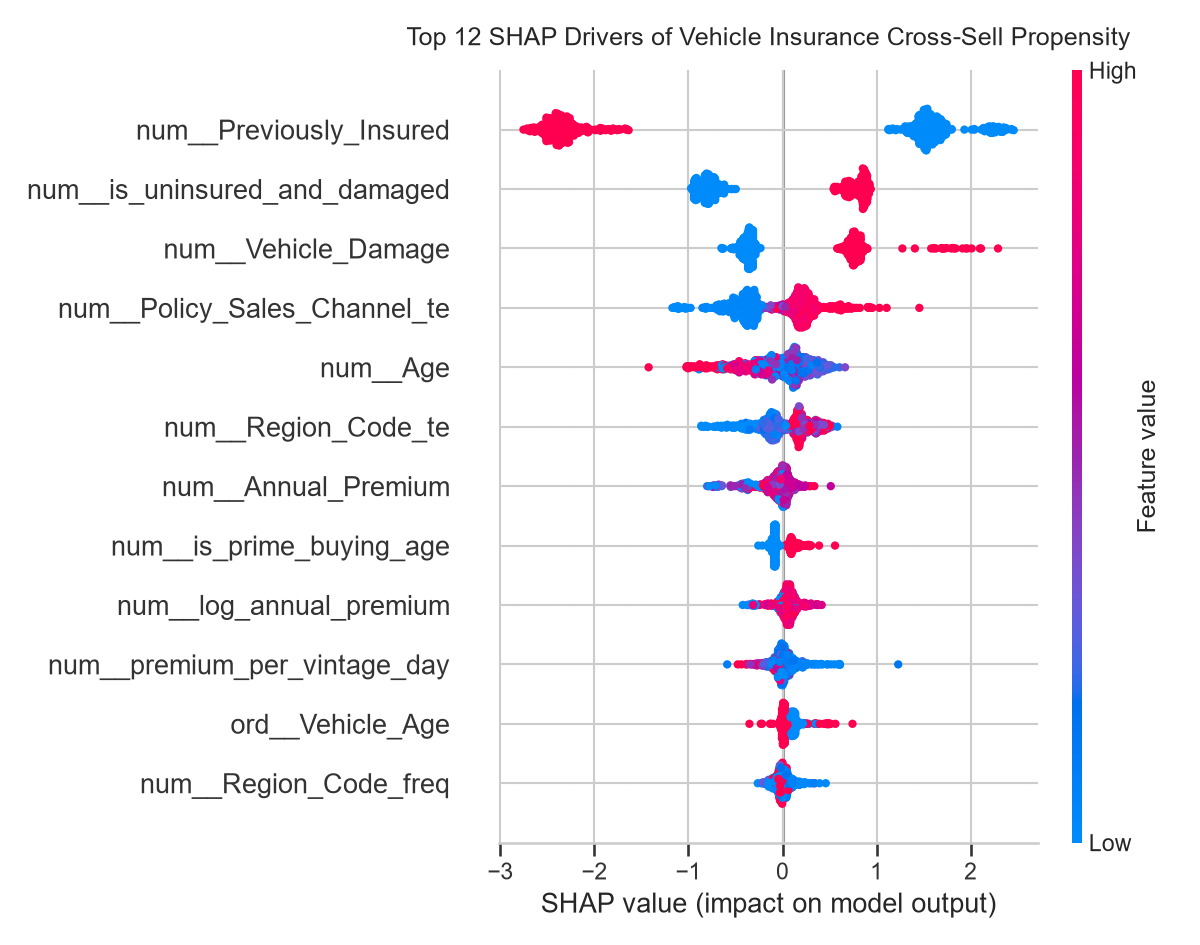 Top 12 SHAP Drivers of Vehicle Insurance Cross-Sell Propensity
High
num__Previously_Insured
num__is_uninsured_and_damaged
num__Vehicle_Damage
num__Policy_Sales_Channel_te
num__Age
num__Region_Code_te
num__Annual_Premium
num__is_prime_buying_age
num__log_annual_premium
num__premium_per_vintage_day
ord__Vehicle_Age
num__Region_Code_freq
Feature value
Low
−3 −2 −1 0 1 2
SHAP value (impact on model output)